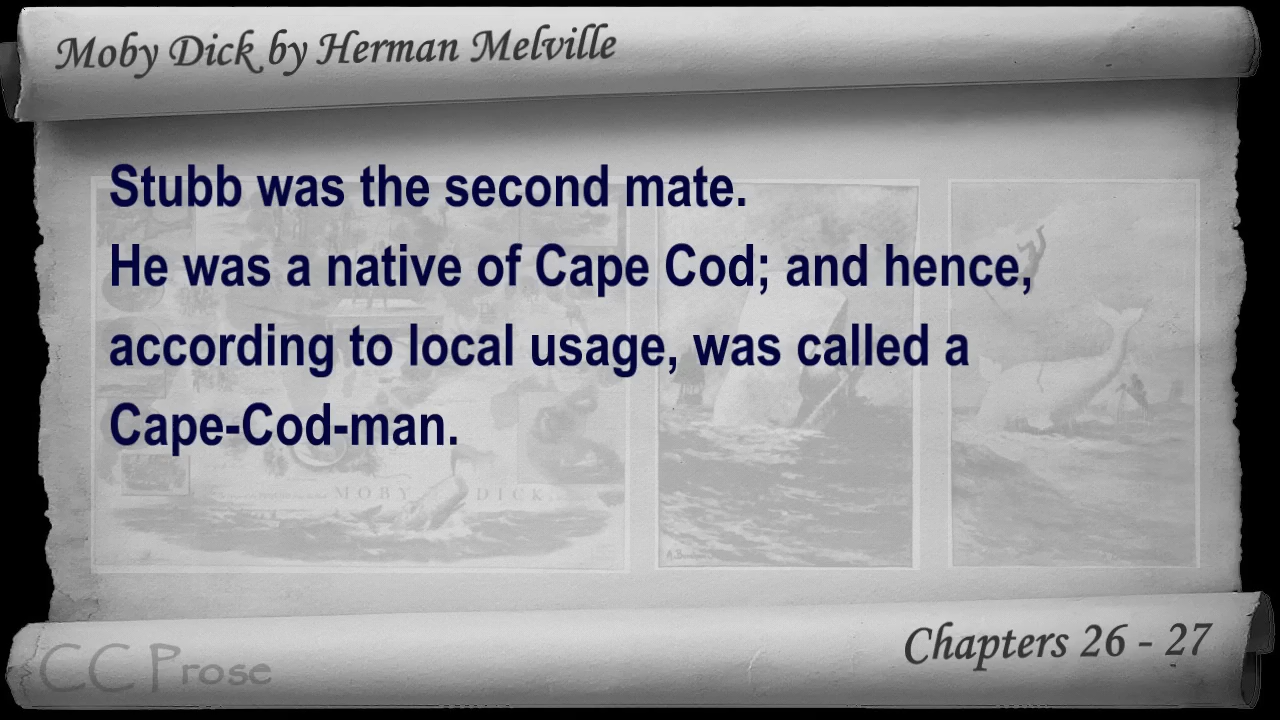 Moby Dick by Herman Melville
Stubb was the second mate.
He was a native of Cape Cod; and hence,
according to local usage, was called a
Cape-Cod-man.
MOBY DICK
Chapters 26 - 27
CC Prose